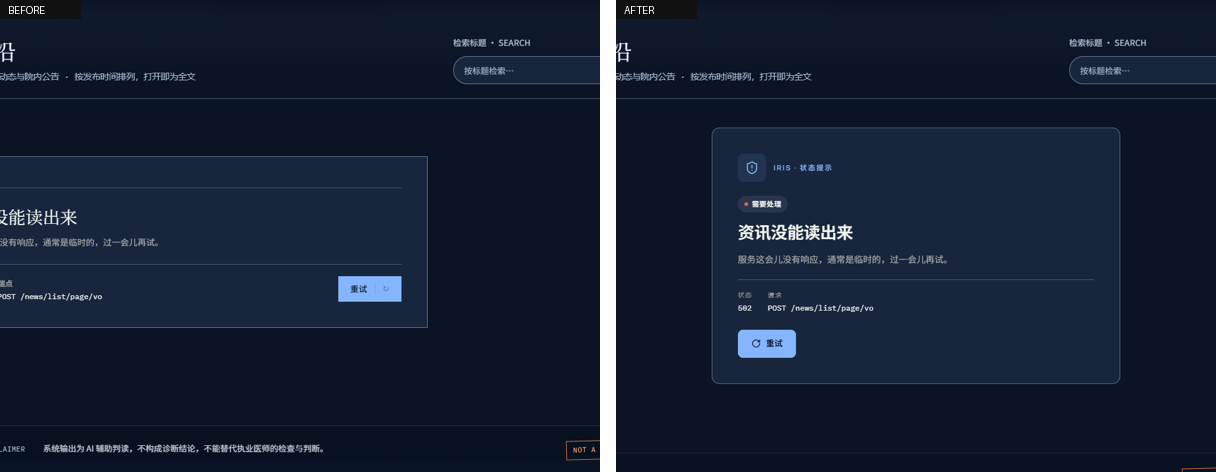 BEFORE
沿
检索标题 • SEARCH
动态与院内公告 · 按发布时间排列，打开即为全文
按标题检索…
没能读出来
没有响应，通常是临时的，过一会儿再试。
端点
POST /news/list/page/vo
重试
LAIMER
系统输出为 AI 辅助判读，不构成诊断结论，不能替代执业医师的检查与判断。
NOT A
AFTER
沿
检索标题 • SEARCH
动态与院内公告 · 按发布时间排列，打开即为全文
按标题检索…
IRIS · 状态提示
需要处理
资讯没能读出来
服务这会儿没有响应，通常是临时的，过一会儿再试。
状态 请求
502 POST /news/list/page/vo
重试